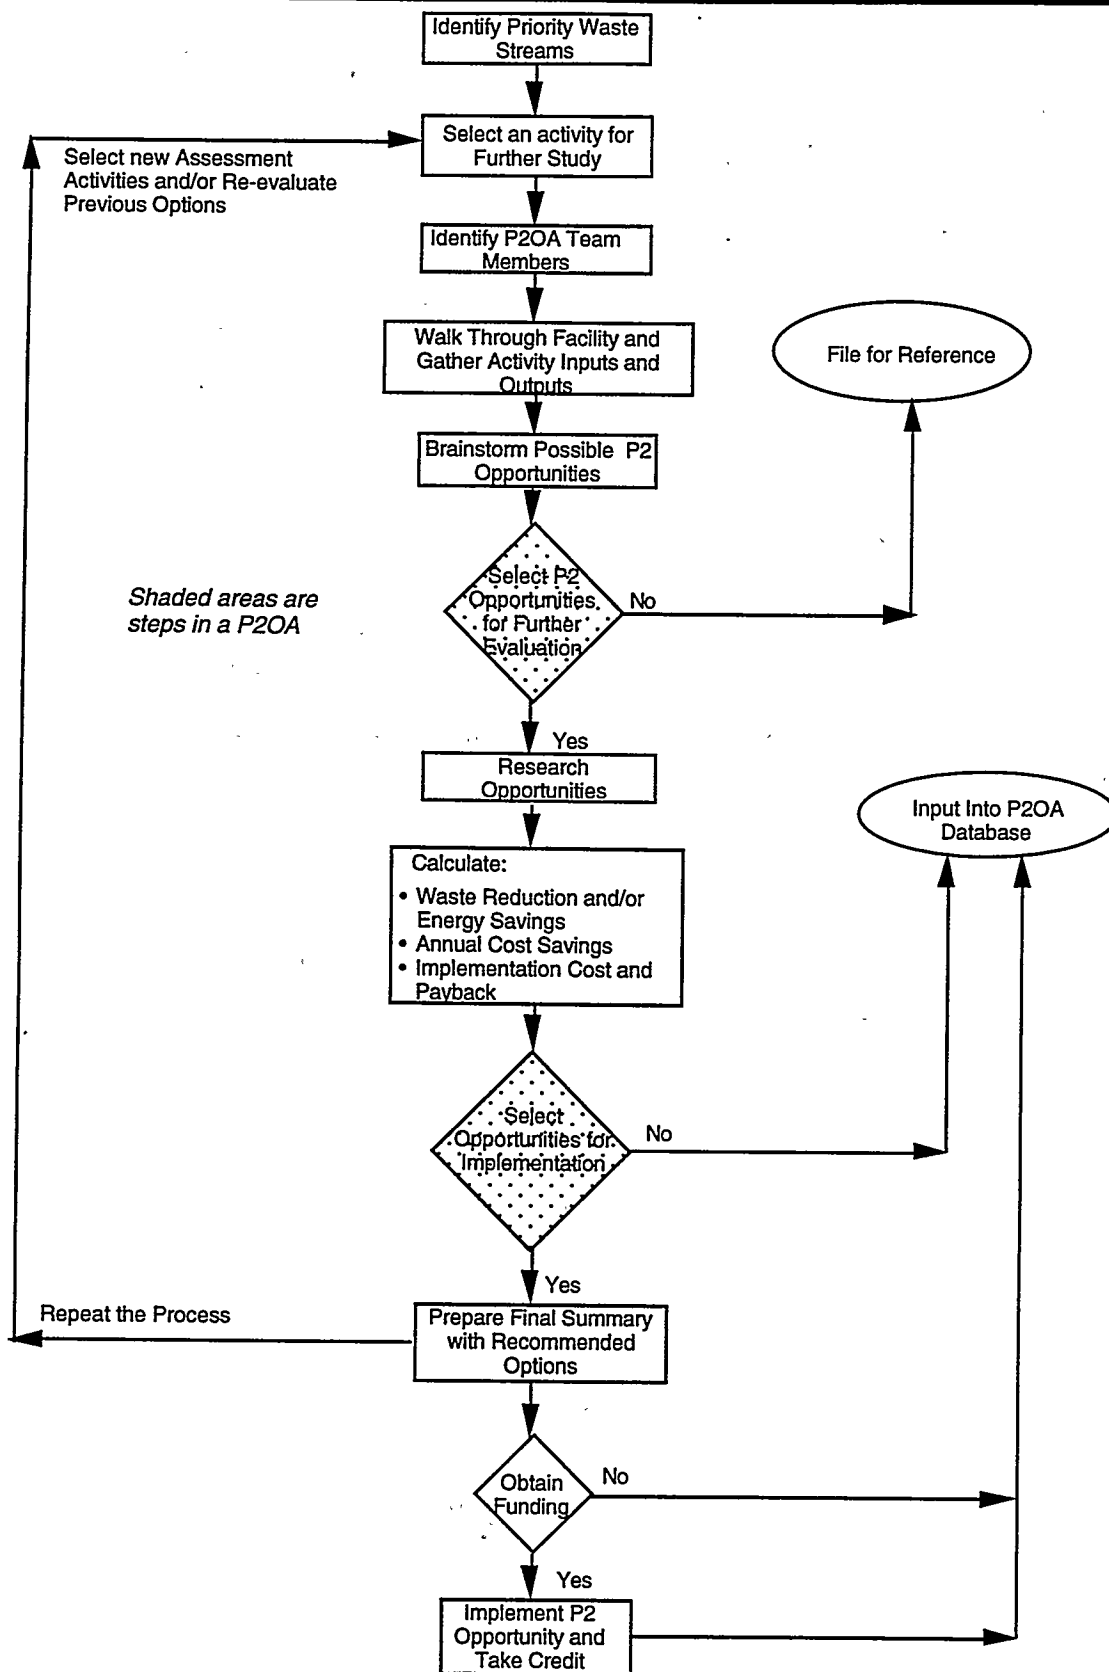 Identify Priority Waste
Streams
Select an activity for
Further Study
Select new Assessment
Activities and/or Re-evaluate
Previous Options
Identify P2OA Team
Members
Walk Through Facility and
Gather Activity Inputs and
Outputs
File for Reference
Brainstorm Possible P2
Opportunities
Select P2
Opportunities
for Further
Evaluation
No
Shaded areas are
steps in a P2OA
Yes
Research
Opportunities
Input Into P2OA
Database
Calculate:
• Waste Reduction and/or
Energy Savings
• Annual Cost Savings
• Implementation Cost and
Payback
Select
Opportunities for
Implementation
No
Yes
Repeat the Process
Prepare Final Summary
with Recommended
Options
Obtain
Funding
No
Yes
Implement P2
Opportunity and
Take Credit